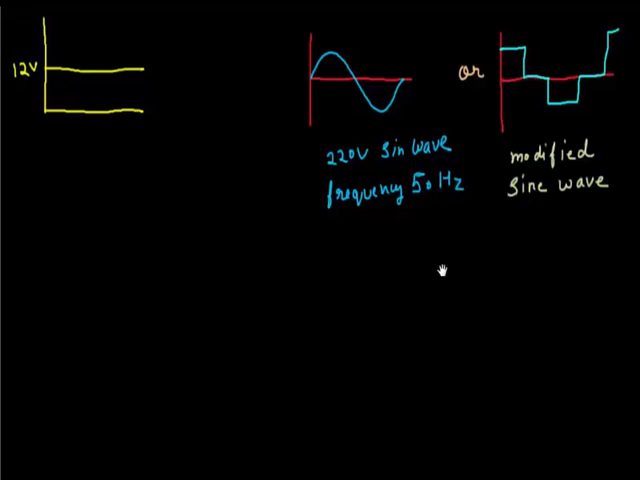 12V
or
220V Sin wave
frequency 50 Hz
modified
Sine wave